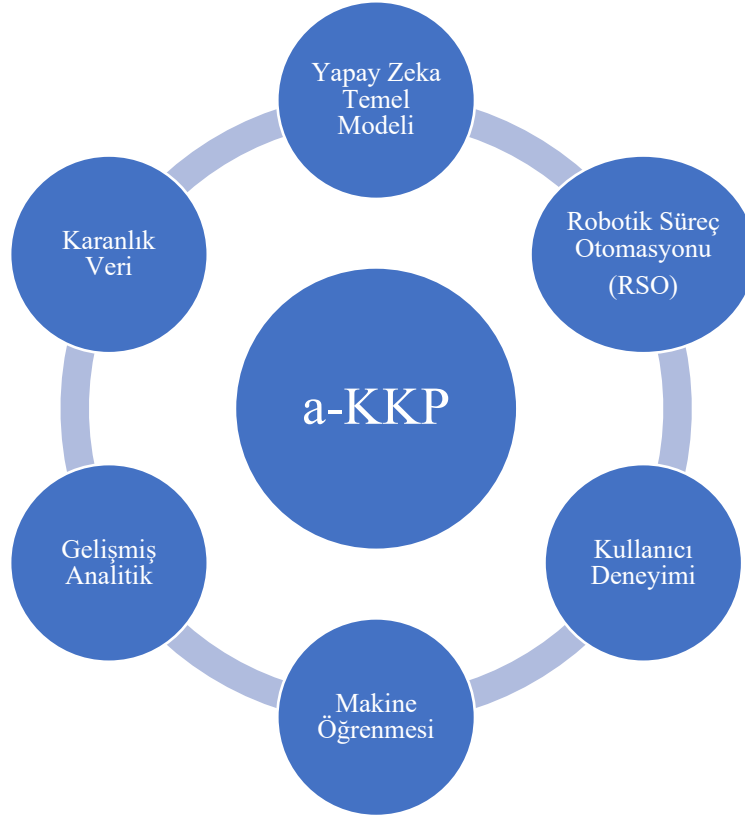 Yapay Zeka
Temel
Modeli
Robotik Süreç
Otomasyonu
(RSO)
Kullanıcı
Deneyimi
Makine
Öğrenmesi
Gelişmiş
Analitik
Karanlık
Veri
a-KKP